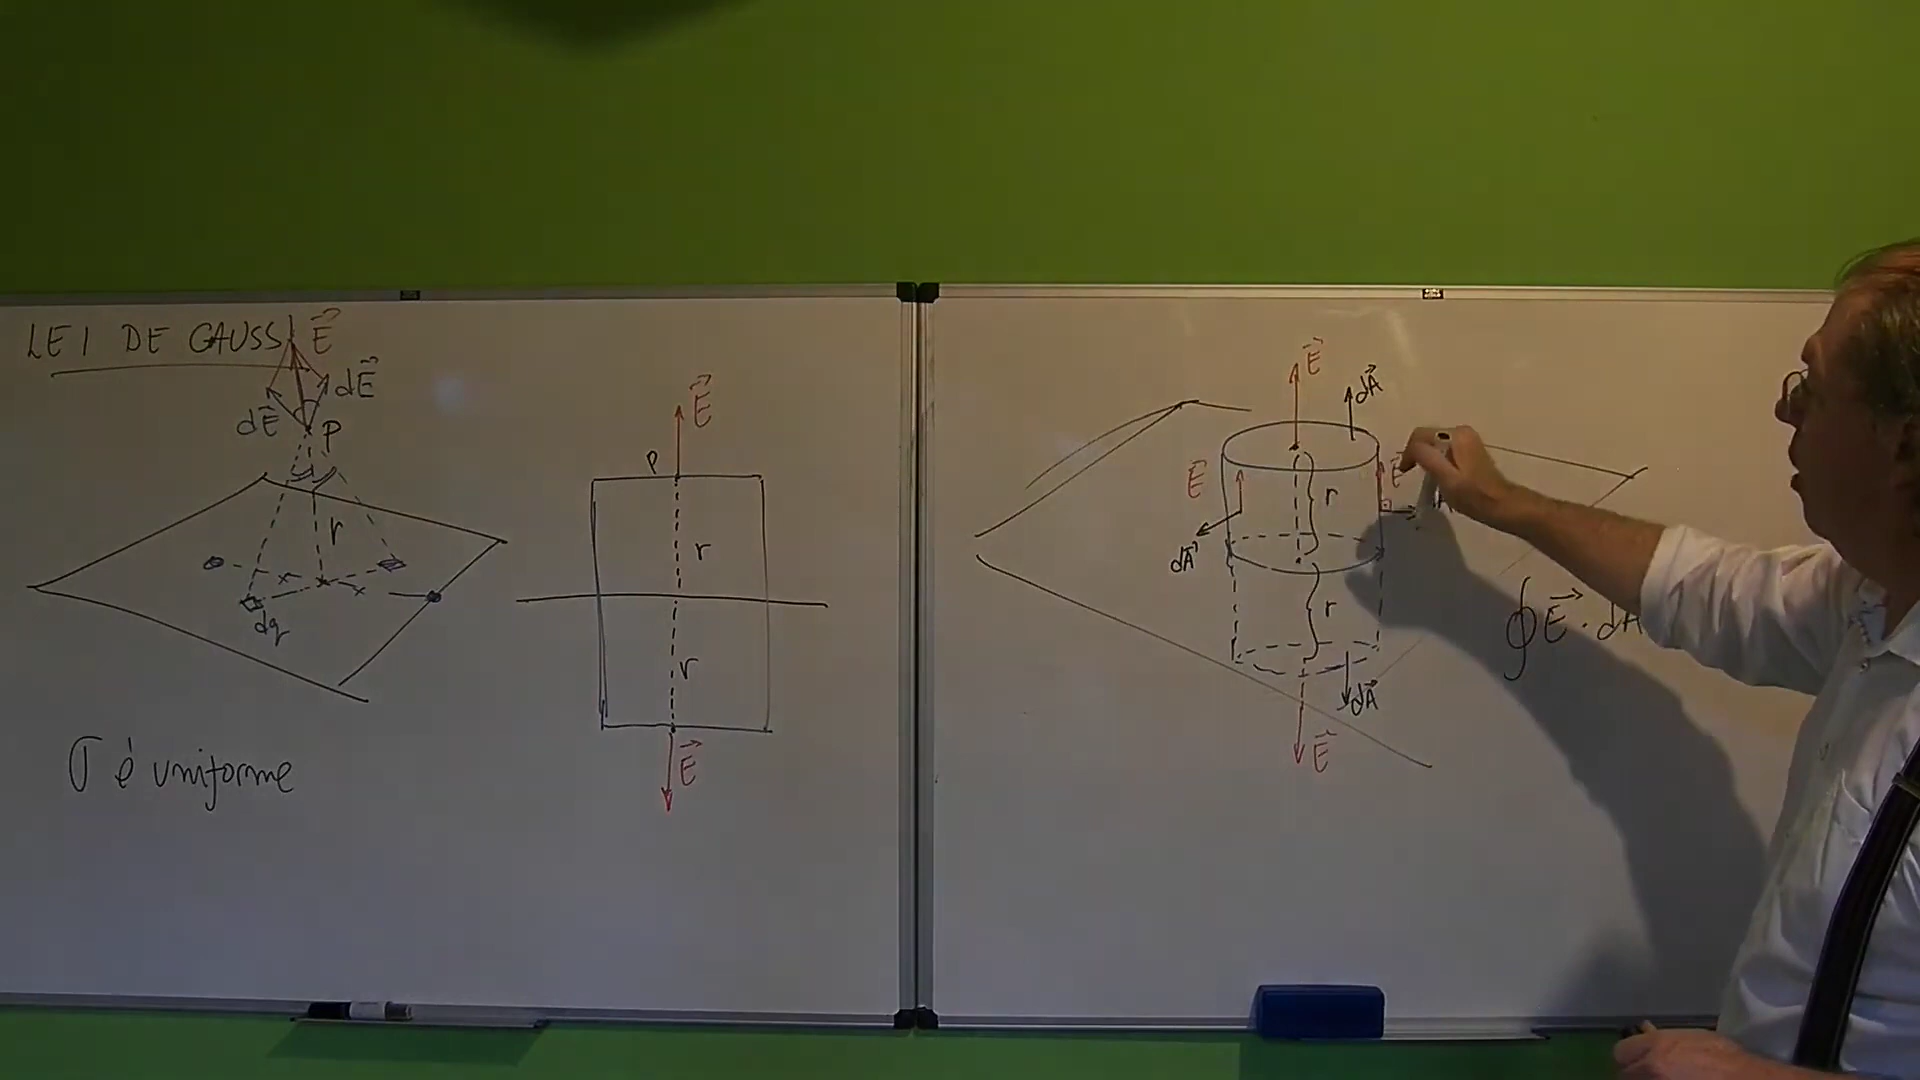 LEI DE GAUSS
E⃗
dE⃗
dE⃗
P
r
dq
σ é uniforme
E⃗
P
r
r
E⃗
E⃗
dA⃗
E⃗
E⃗
r
dA⃗
r
∮E⃗ · dA
dA⃗
E⃗